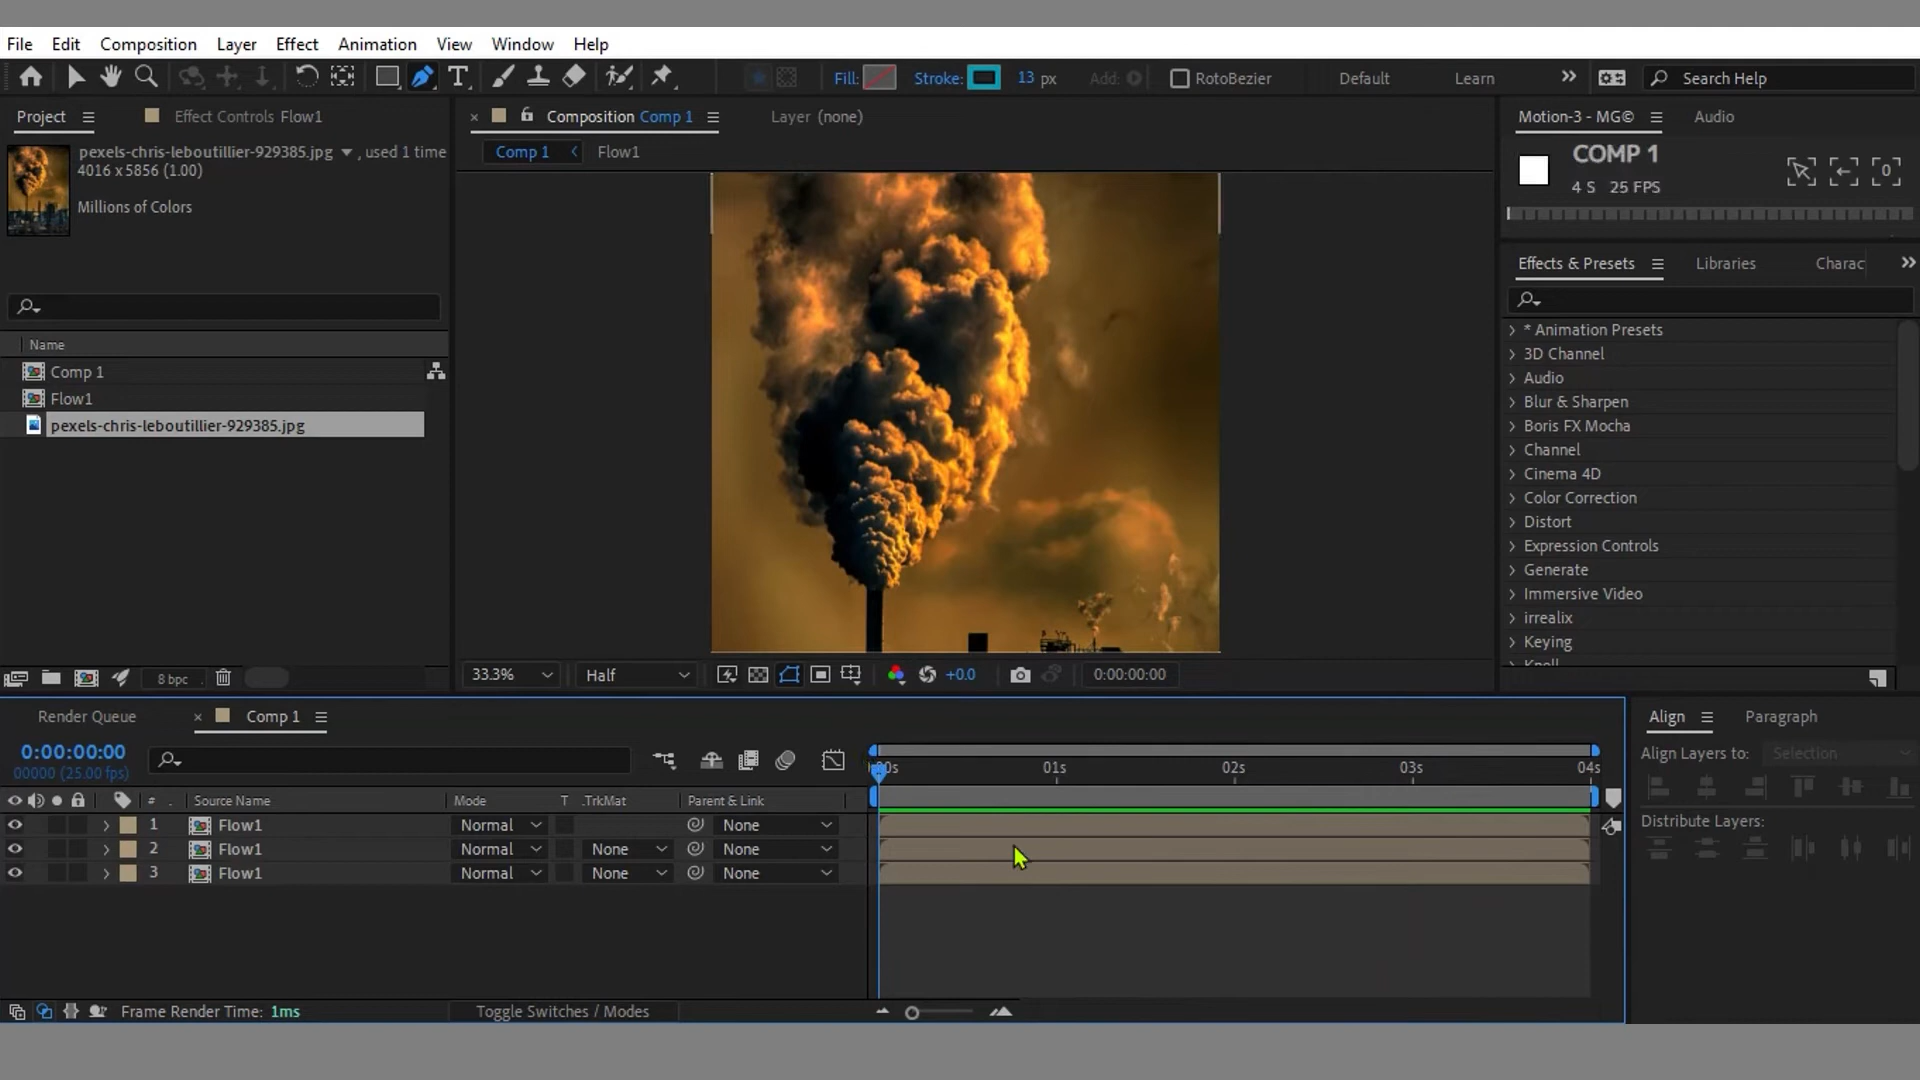 File Edit Composition Layer Effect Animation View Window Help
Fill: Stroke: 13 px Add: RotoBezier Default Learn Search Help
Project Effect Controls Flow1
pexels-chris-leboutillier-929385.jpg , used 1 time
4016 x 5856 (1.00)
Millions of Colors
Name
Comp 1
Flow1
pexels-chris-leboutillier-929385.jpg
8 bpc
Composition Comp 1 Layer (none)
Comp 1 Flow1
33.3% Half +0.0 0:00:00:00
Motion-3 - MG© Audio
COMP 1
4 S 25 FPS
Effects & Presets Libraries Charac
* Animation Presets
3D Channel
Audio
Blur & Sharpen
Boris FX Mocha
Channel
Cinema 4D
Color Correction
Distort
Expression Controls
Generate
Immersive Video
irrealix
Keying
Render Queue Comp 1
0:00:00:00
00000 (25.00 fps)
01s 02s 03s 04s
# Source Name Mode T .TrkMat Parent & Link
1 Flow1 Normal None
2 Flow1 Normal None None
3 Flow1 Normal None None
Frame Render Time: 1ms Toggle Switches / Modes
Align Paragraph
Align Layers to: Selection
Distribute Layers: